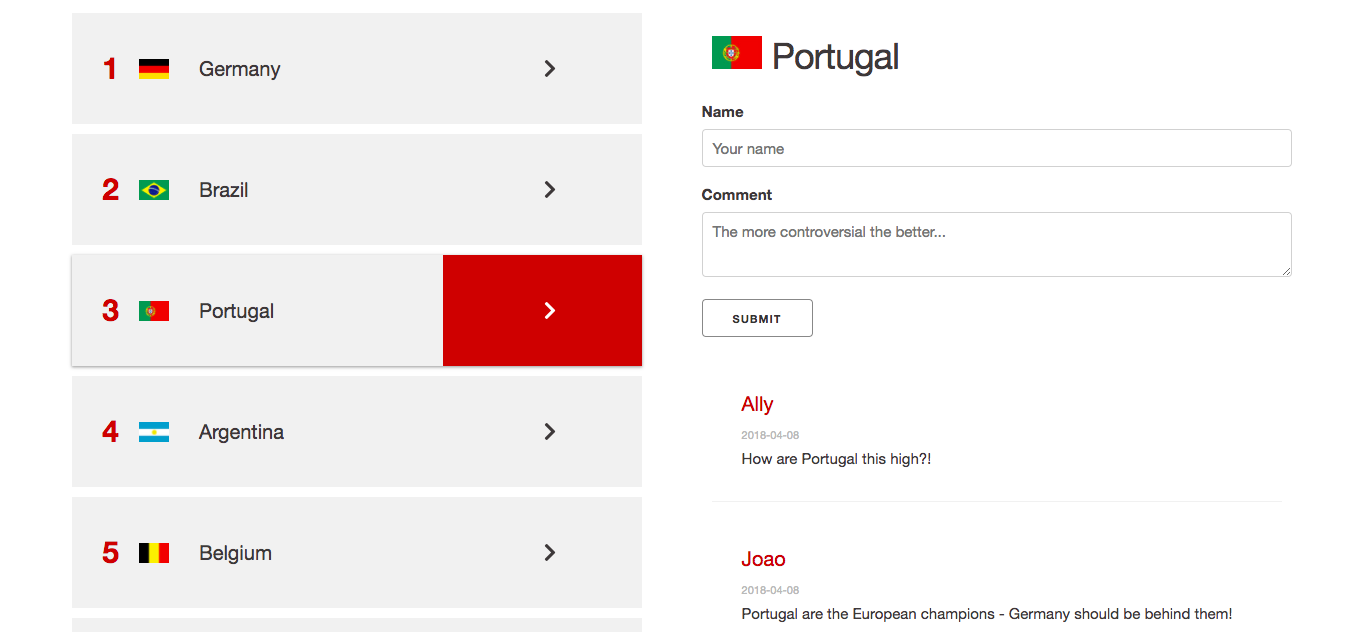 1 Germany
2 Brazil
3 Portugal
4 Argentina
5 Belgium
Portugal
Name
Your name
Comment
The more controversial the better...
SUBMIT
Ally
2018-04-08
How are Portugal this high?!
Joao
2018-04-08
Portugal are the European champions - Germany should be behind them!